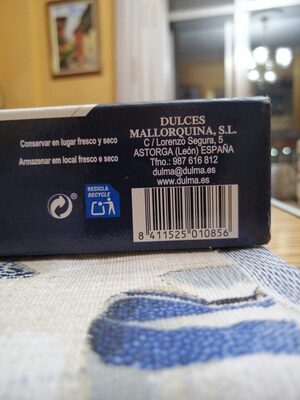 DULCES
MALLORQUINA, S.L.
C / Lorenzo Segura, 5
ASTORGA (León) ESPAÑA
Tfno.: 987 616 812
dulma@dulma.es
www.dulma.es
Conservar en lugar fresco y seco
Armazenar em local fresco e seco
RECICLA
RECYCLE
8 411525 010856